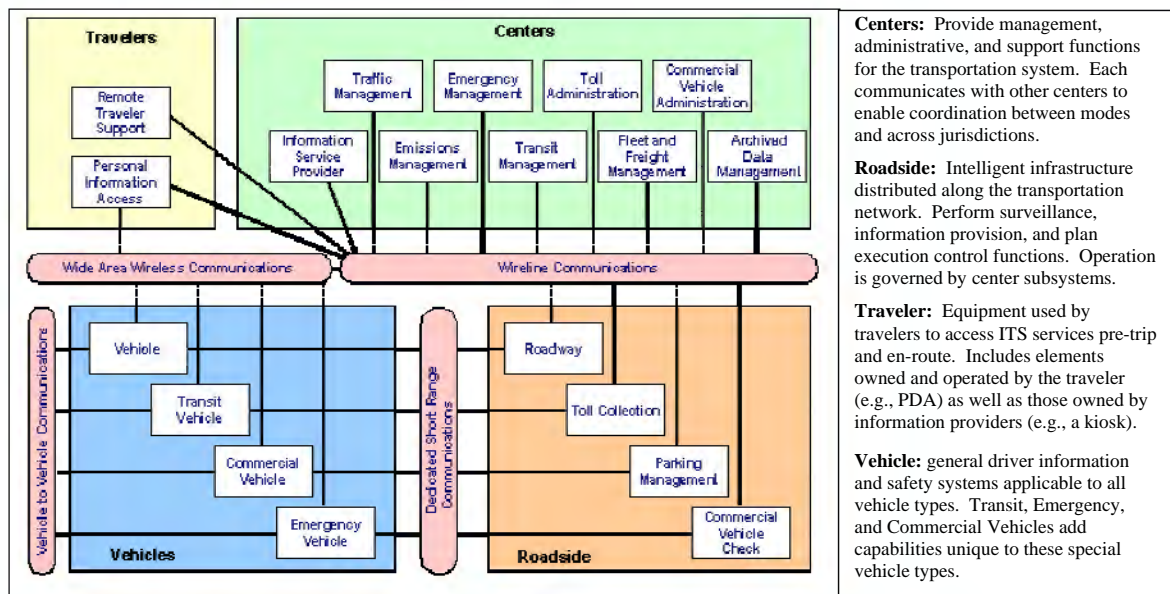 Travelers
Remote
Traveler
Support
Personal
Information
Access
Centers
Traffic
Management
Emergency
Management
Toll
Administration
Commercial
Vehicle
Administration
Information
Service
Provider
Emissions
Management
Transit
Management
Fleet and
Freight
Management
Archived
Data
Management
Wide Area Wireless Communications
Wireline Communications
Vehicle to Vehicle Communications
Vehicle
Transit
Vehicle
Commercial
Vehicle
Emergency
Vehicle
Vehicles
Dedicated Short Range
Communications
Roadway
Toll Collection
Parking
Management
Commercial
Vehicle
Check
Roadside
Centers: Provide management,
administrative, and support functions
for the transportation system. Each
communicates with other centers to
enable coordination between modes
and across jurisdictions.
Roadside: Intelligent infrastructure
distributed along the transportation
network. Perform surveillance,
information provision, and plan
execution control functions. Operation
is governed by center subsystems.
Traveler: Equipment used by
travelers to access ITS services pre-trip
and en-route. Includes elements
owned and operated by the traveler
(e.g., PDA) as well as those owned by
information providers (e.g., a kiosk).
Vehicle: general driver information
and safety systems applicable to all
vehicle types. Transit, Emergency,
and Commercial Vehicles add
capabilities unique to these special
vehicle types.